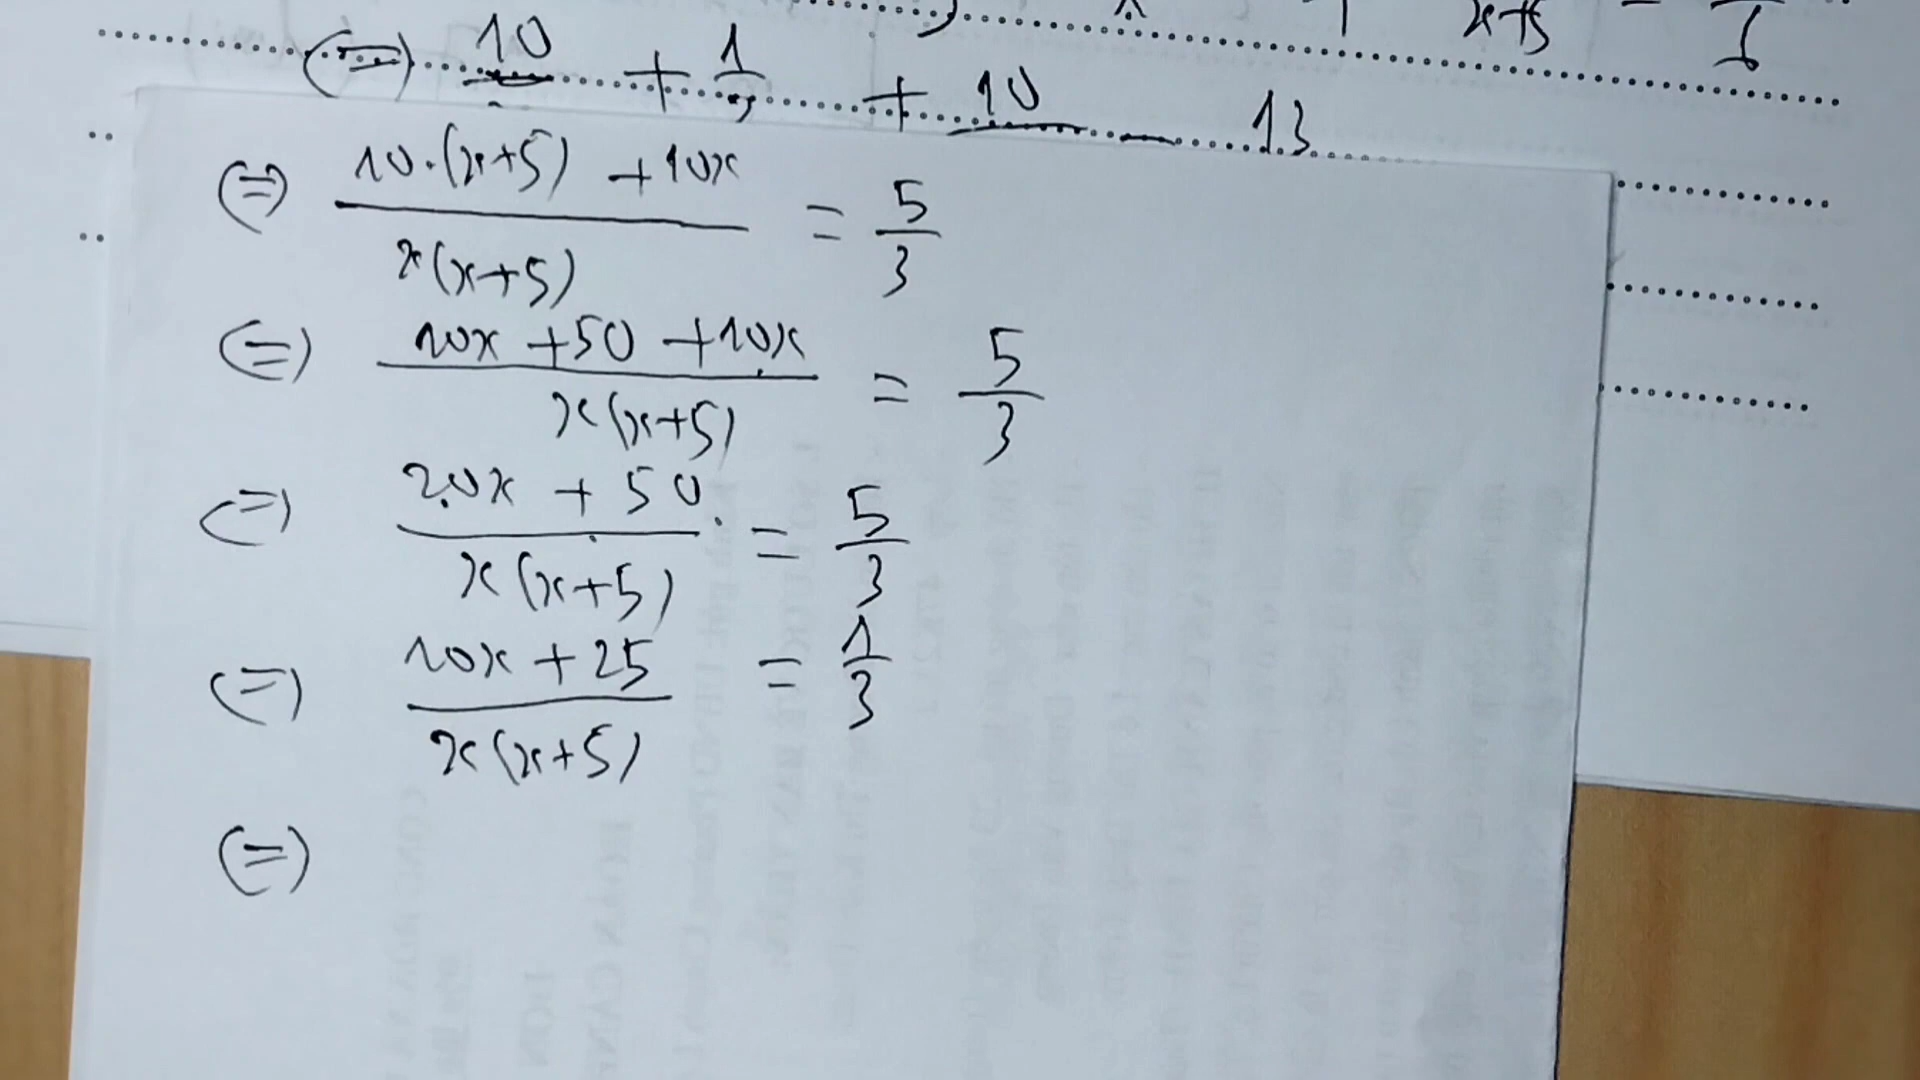 x+5
(=) 10 + 1 + 10 — 13
(=) 10.(x+5) + 10x / x(x+5) = 5/3
(=) 10x + 50 + 10x / x(x+5) = 5/3
(=) 20x + 50 / x(x+5) = 5/3
(=) 10x + 25 / x(x+5) = 1/3
(=)